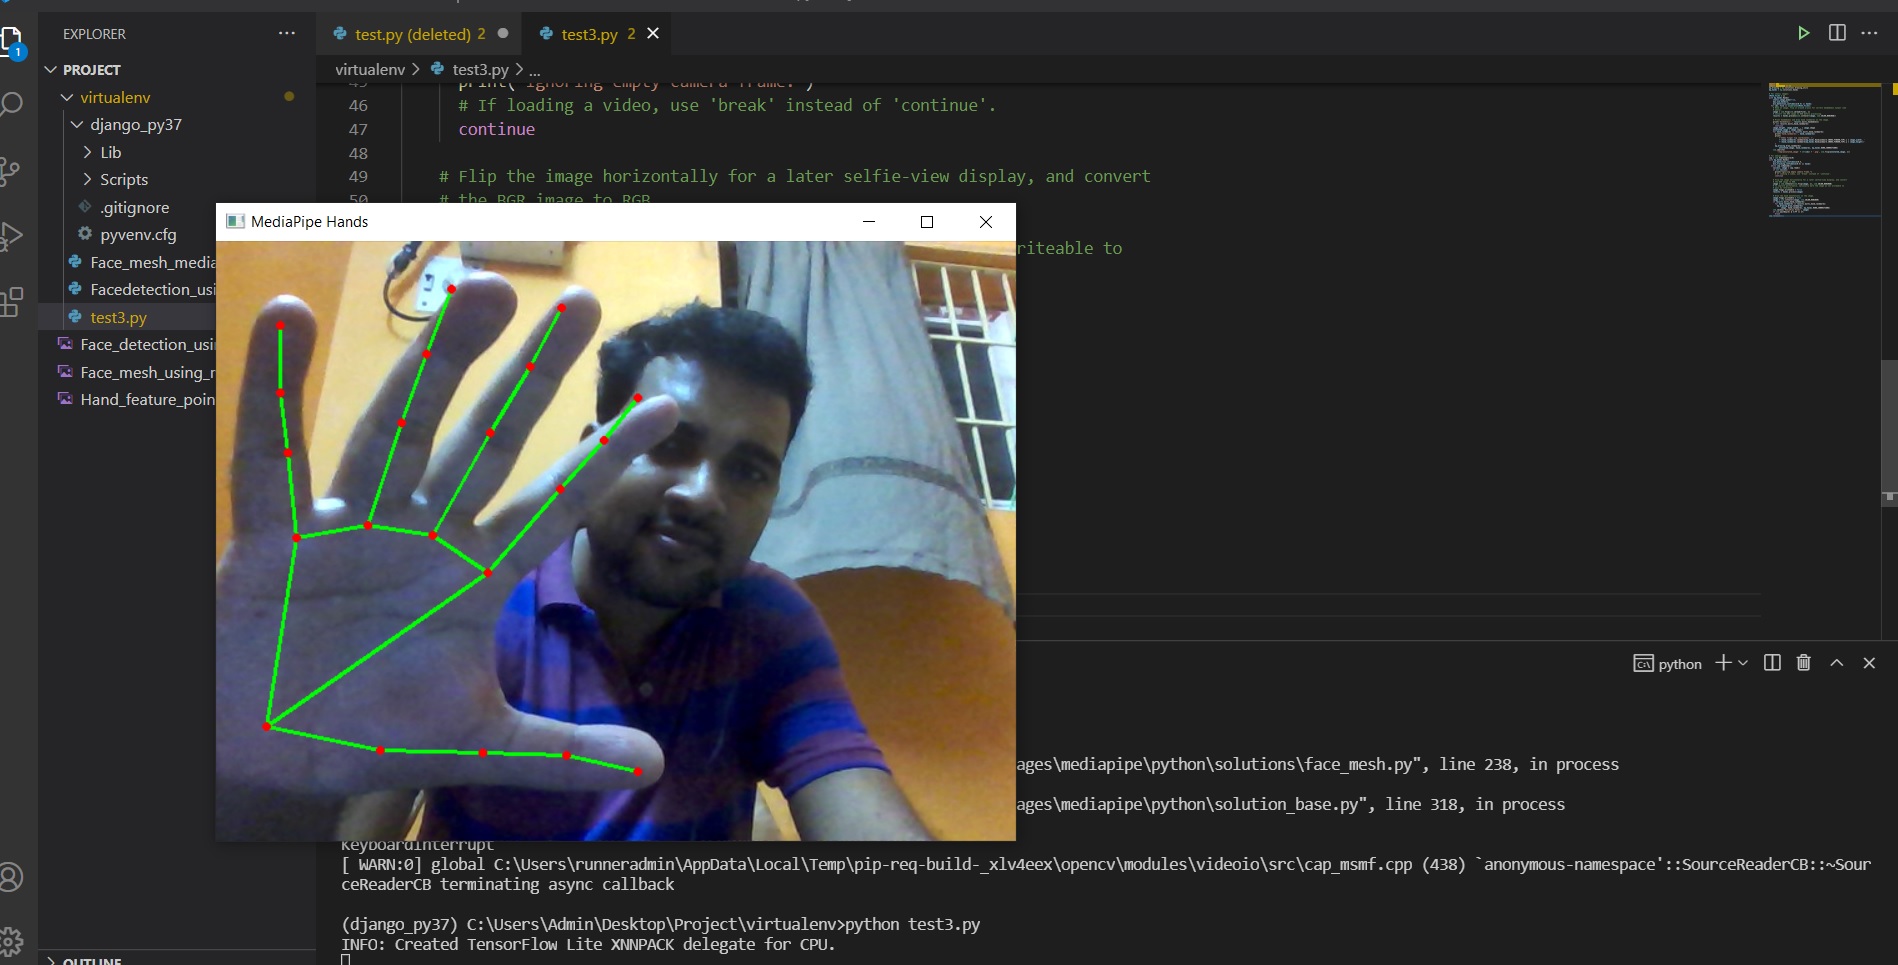 EXPLORER
PROJECT
virtualenv
django_py37
Lib
Scripts
.gitignore
pyvenv.cfg
Face_mesh_media
Facedetection_usi
test3.py
Face_detection_usi
Face_mesh_using_
Hand_feature_poin
OUTLINE
1
test.py (deleted) 2
test3.py 2
virtualenv > test3.py > ...
print("Ignoring empty camera frame.")
46 # If loading a video, use 'break' instead of 'continue'.
47 continue
48
49 # Flip the image horizontally for a later selfie-view display, and convert
50 # the BGR image to RGB
riteable to
MediaPipe Hands
python
ages\mediapipe\python\solutions\face_mesh.py", line 238, in process
ages\mediapipe\python\solution_base.py", line 318, in process
KeyboardInterrupt
[ WARN:0] global C:\Users\runneradmin\AppData\Local\Temp\pip-req-build-_xlv4eex\opencv\modules\videoio\src\cap_msmf.cpp (438) `anonymous-namespace'::SourceReaderCB::~Sour
ceReaderCB terminating async callback
(django_py37) C:\Users\Admin\Desktop\Project\virtualenv>python test3.py
INFO: Created TensorFlow Lite XNNPACK delegate for CPU.